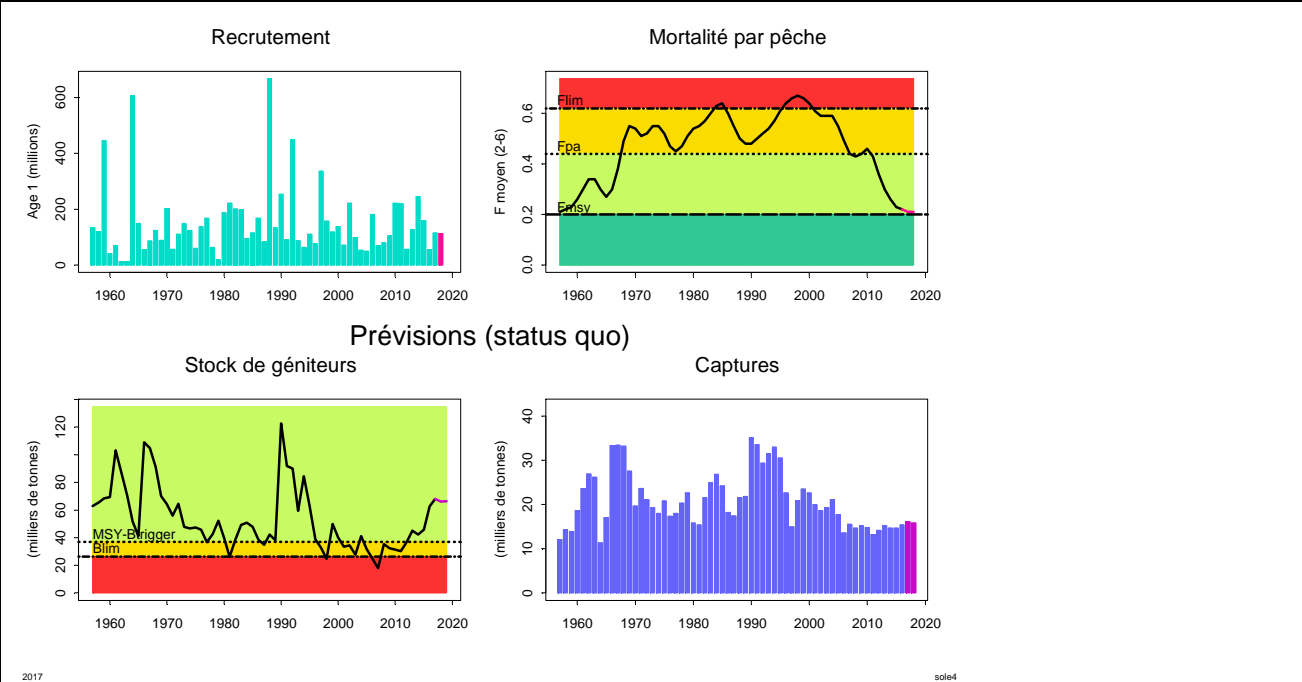 Recrutement
Age 1 (millions)
0 200 400 600
1960 1970 1980 1990 2000 2010 2020
Mortalité par pêche
F moyen (2-6)
0.0 0.2 0.4 0.6
Flim
Fpa
Fmsy
1960 1970 1980 1990 2000 2010 2020
Prévisions (status quo)
Stock de géniteurs
(milliers de tonnes)
0 20 40 60 80 120
MSY-Btrigger
Blim
1960 1970 1980 1990 2000 2010 2020
Captures
(milliers de tonnes)
0 10 20 30 40
1960 1970 1980 1990 2000 2010 2020
2017
sole4